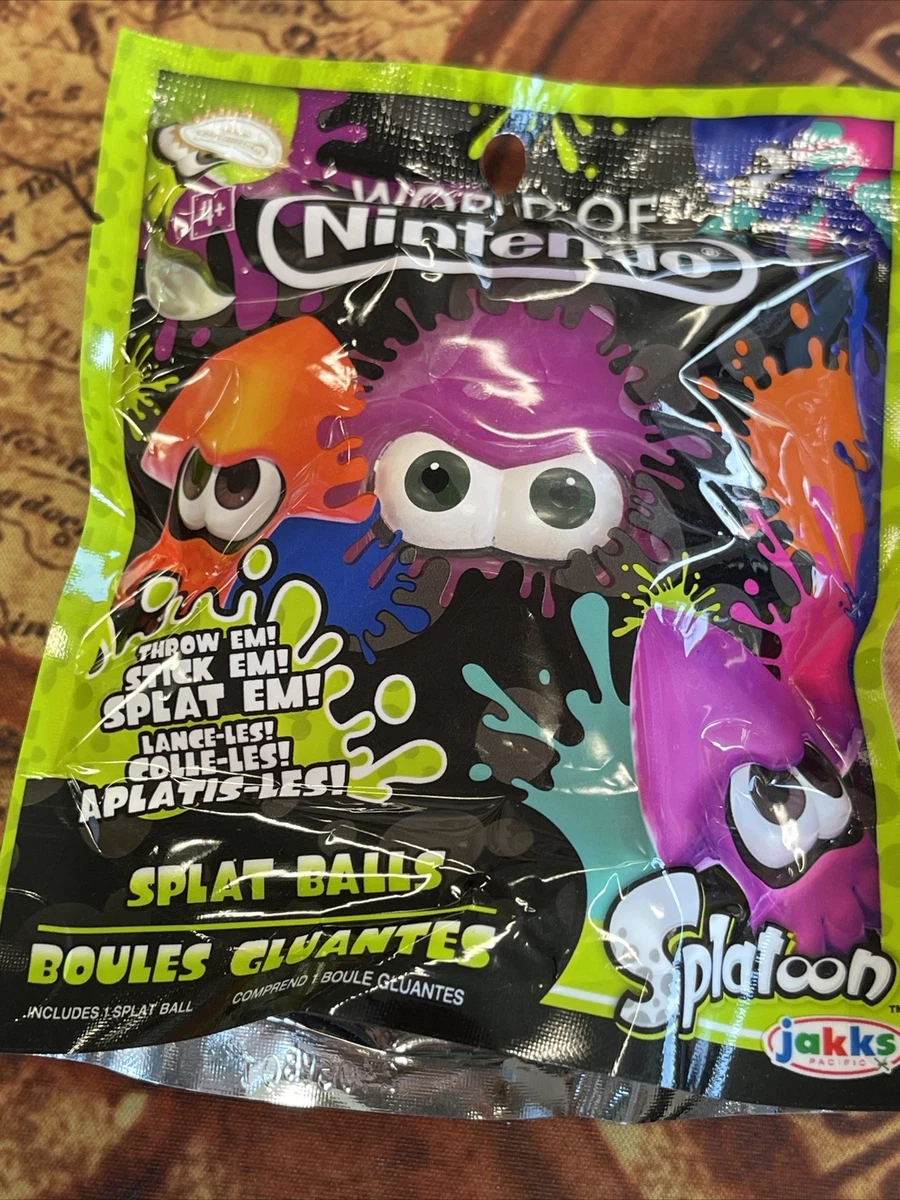 4+
WORLD OF
Nintendo®
THROW EM!
STICK EM!
SPLAT EM!
LANCE-LES!
COLLE-LES!
APLATIS-LES!
SPLAT BALLS
BOULES GLUANTES
INCLUDES 1 SPLAT BALL
COMPREND 1 BOULE GLUANTES
Splatoon™
jakks
PACIFIC